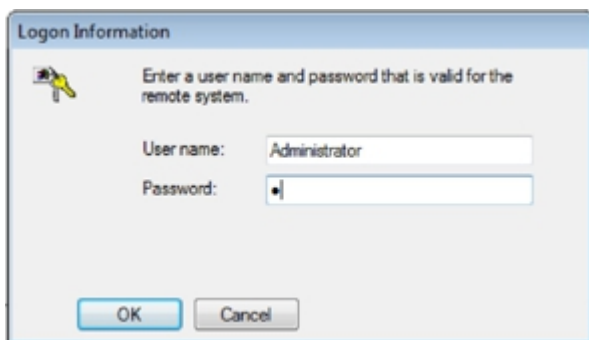 Logon Information
Enter a user name and password that is valid for the
remote system.
User name: Administrator
Password: •
OK Cancel